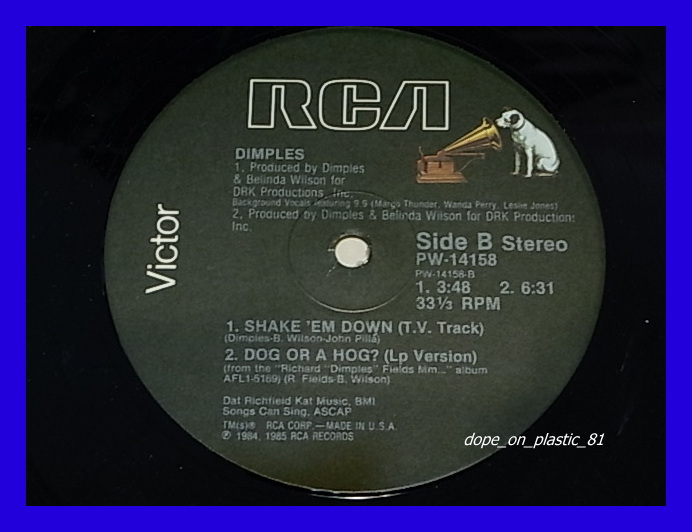 RCA
DIMPLES
1. Produced by Dimples
& Belinda Wilson for
DRK Productions, Inc.
Background Vocals featuring 9.9 (Margo Thunder, Wanda Perry, Leslie Jones)
2. Produced by Dimples & Belinda Wilson for DRK Productions
Inc.
Victor
Side B Stereo
PW-14158
PW-14158-B
1. 3:48 2. 6:31
33⅓ RPM
1. SHAKE 'EM DOWN (T.V. Track)
(Dimples-B. Wilson-John Pilla)
2. DOG OR A HOG? (Lp Version)
(from the "Richard "Dimples" Fields Mm..." album
AFL1-5169) (R. Fields-B. Wilson)
Dat Richfield Kat Music, BMI
Songs Can Sing, ASCAP
TM(s)® RCA CORP.—MADE IN U.S.A.
℗ 1984, 1985 RCA RECORDS
dope_on_plastic_81